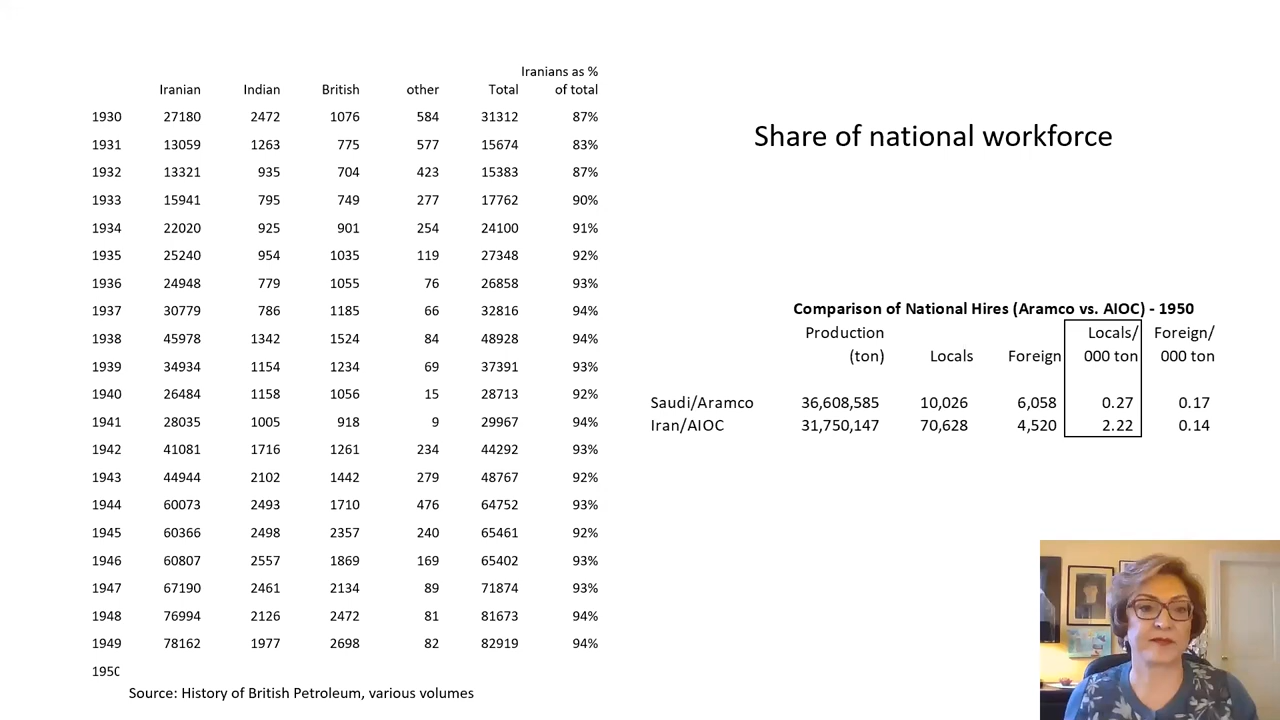 Iranians as %
Iranian Indian British other Total of total
1930 27180 2472 1076 584 31312 87%
1931 13059 1263 775 577 15674 83%
1932 13321 935 704 423 15383 87%
1933 15941 795 749 277 17762 90%
1934 22020 925 901 254 24100 91%
1935 25240 954 1035 119 27348 92%
1936 24948 779 1055 76 26858 93%
1937 30779 786 1185 66 32816 94%
1938 45978 1342 1524 84 48928 94%
1939 34934 1154 1234 69 37391 93%
1940 26484 1158 1056 15 28713 92%
1941 28035 1005 918 9 29967 94%
1942 41081 1716 1261 234 44292 93%
1943 44944 2102 1442 279 48767 92%
1944 60073 2493 1710 476 64752 93%
1945 60366 2498 2357 240 65461 92%
1946 60807 2557 1869 169 65402 93%
1947 67190 2461 2134 89 71874 93%
1948 76994 2126 2472 81 81673 94%
1949 78162 1977 2698 82 82919 94%
1950
Source: History of British Petroleum, various volumes
Share of national workforce
Comparison of National Hires (Aramco vs. AIOC) - 1950
Production Locals/ Foreign/
(ton) Locals Foreign 000 ton 000 ton
Saudi/Aramco 36,608,585 10,026 6,058 0.27 0.17
Iran/AIOC 31,750,147 70,628 4,520 2.22 0.14